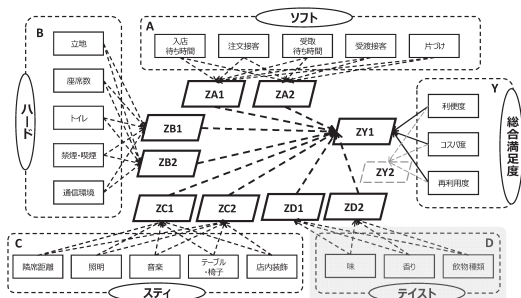 ソフト
A
入店
待ち時間
注文接客
受取
待ち時間
受渡接客
片づけ
B
ハード
立地
座席数
トイレ
禁煙・喫煙
通信環境
ZA1
ZA2
ZB1
ZB2
ZY1
ZY2
ZC1
ZC2
ZD1
ZD2
Y
総合満足度
利便度
コスパ度
再利用度
C
隣席距離
照明
音楽
テーブル
・椅子
店内装飾
スティ
D
味
香り
飲物種類
テイスト